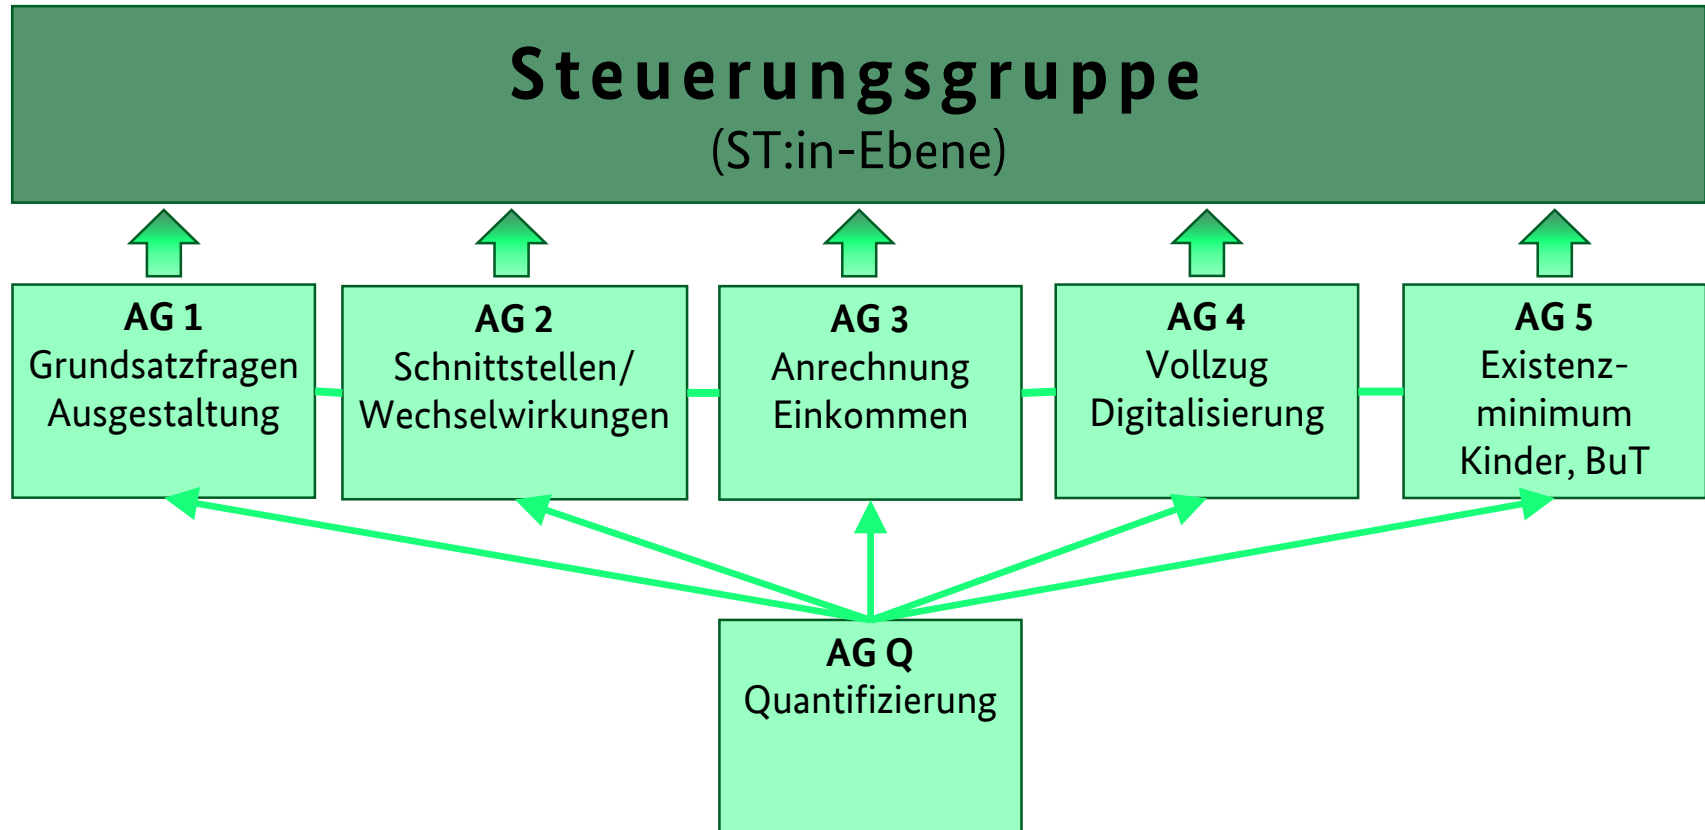 Steuerungsgruppe
(ST:in-Ebene)
AG 1
Grundsatzfragen
Ausgestaltung
AG 2
Schnittstellen/
Wechselwirkungen
AG 3
Anrechnung
Einkommen
AG 4
Vollzug
Digitalisierung
AG 5
Existenz-
minimum
Kinder, BuT
AG Q
Quantifizierung